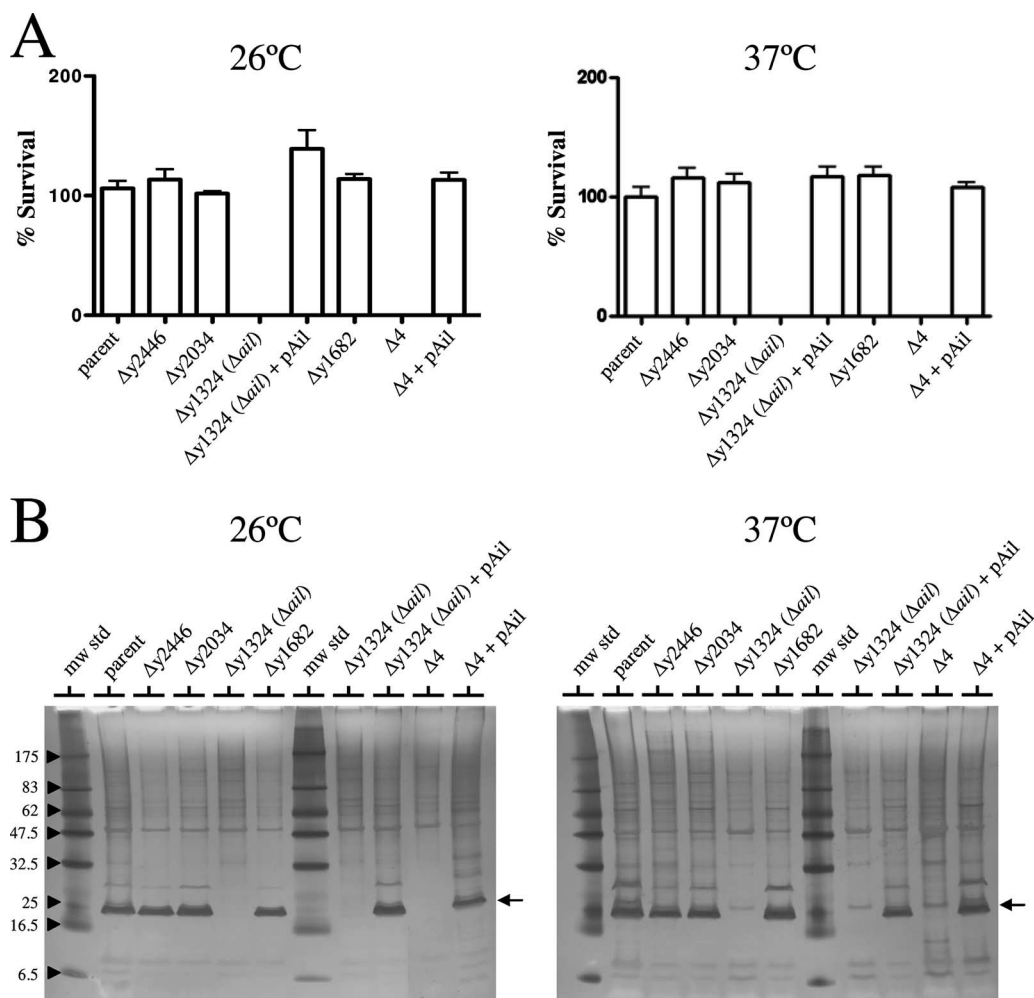 A
26ºC
37ºC
% Survival
200
100
0
parent
Δy2446
Δy2034
Δy1324 (Δail)
Δy1324 (Δail) + pAil
Δy1682
Δ4
Δ4 + pAil
% Survival
200
100
0
parent
Δy2446
Δy2034
Δy1324 (Δail)
Δy1324 (Δail) + pAil
Δy1682
Δ4
Δ4 + pAil
B
26ºC
37ºC
mw std
parent
Δy2446
Δy2034
Δy1324 (Δail)
Δy1682
mw std
Δy1324 (Δail)
Δy1324 (Δail) + pAil
Δ4
Δ4 + pAil
mw std
parent
Δy2446
Δy2034
Δy1324 (Δail)
Δy1682
mw std
Δy1324 (Δail)
Δy1324 (Δail) + pAil
Δ4
Δ4 + pAil
175
83
62
47.5
32.5
25
16.5
6.5